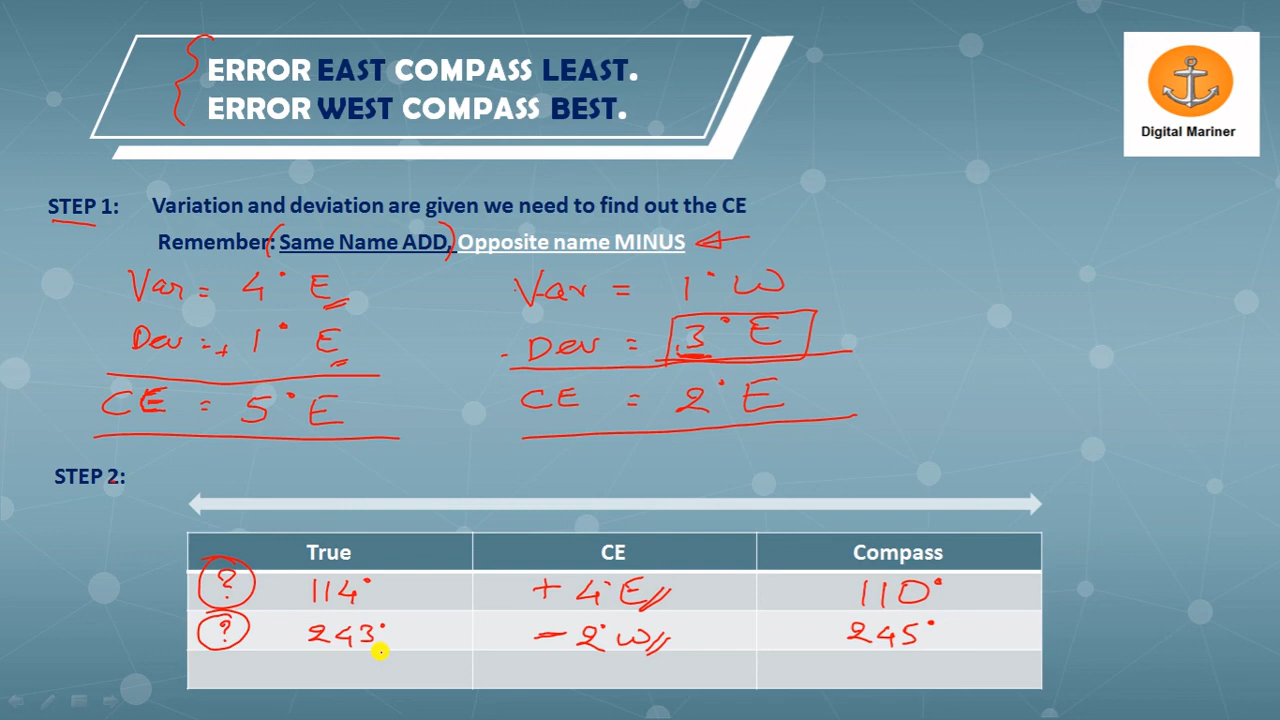 ERROR EAST COMPASS LEAST.
ERROR WEST COMPASS BEST.
Digital Mariner
STEP 1: Variation and deviation are given we need to find out the CE
Remember: Same Name ADD, Opposite name MINUS
Var = 4° E
Dev = + 1° E
CE = 5° E
Var = 1° W
- Dev = 3° E
CE = 2° E
STEP 2:
True CE Compass
? 114° + 4° E 110°
? 243° - 2° W 245°